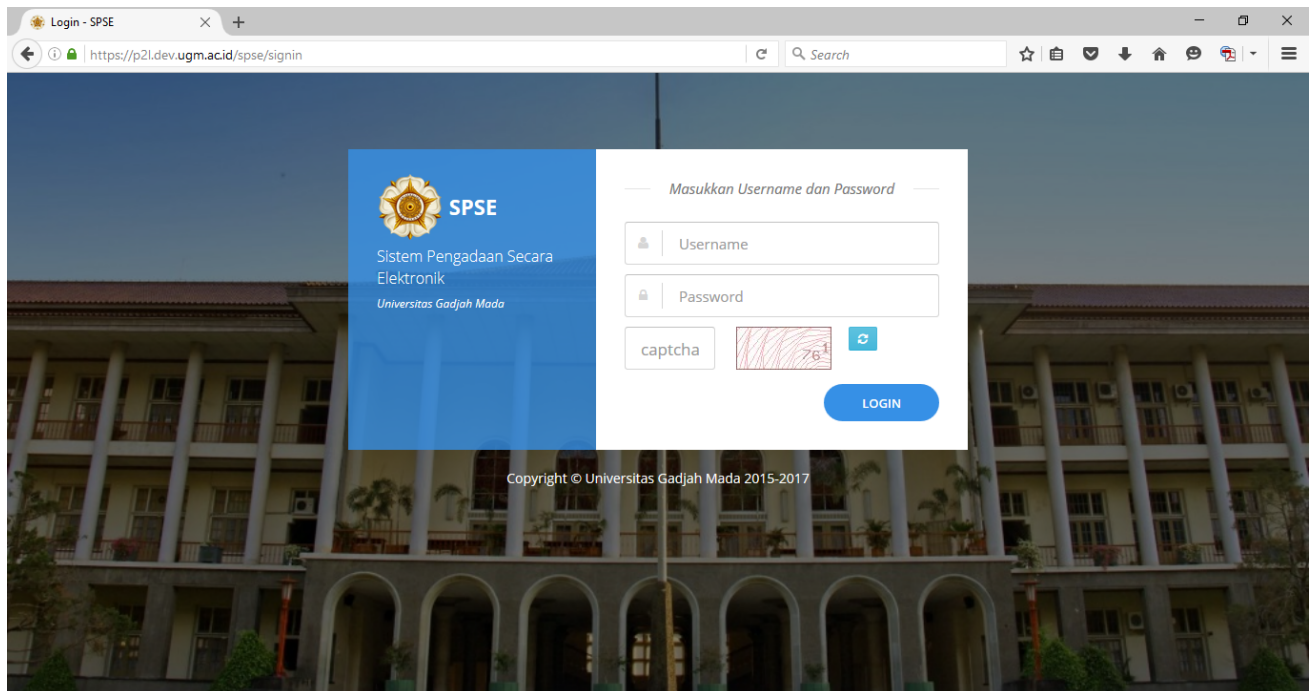 Login - SPSE
https://p2l.dev.ugm.ac.id/spse/signin
Search
SPSE
Sistem Pengadaan Secara
Elektronik
Universitas Gadjah Mada
Masukkan Username dan Password
Username
Password
captcha
761
LOGIN
Copyright © Universitas Gadjah Mada 2015-2017